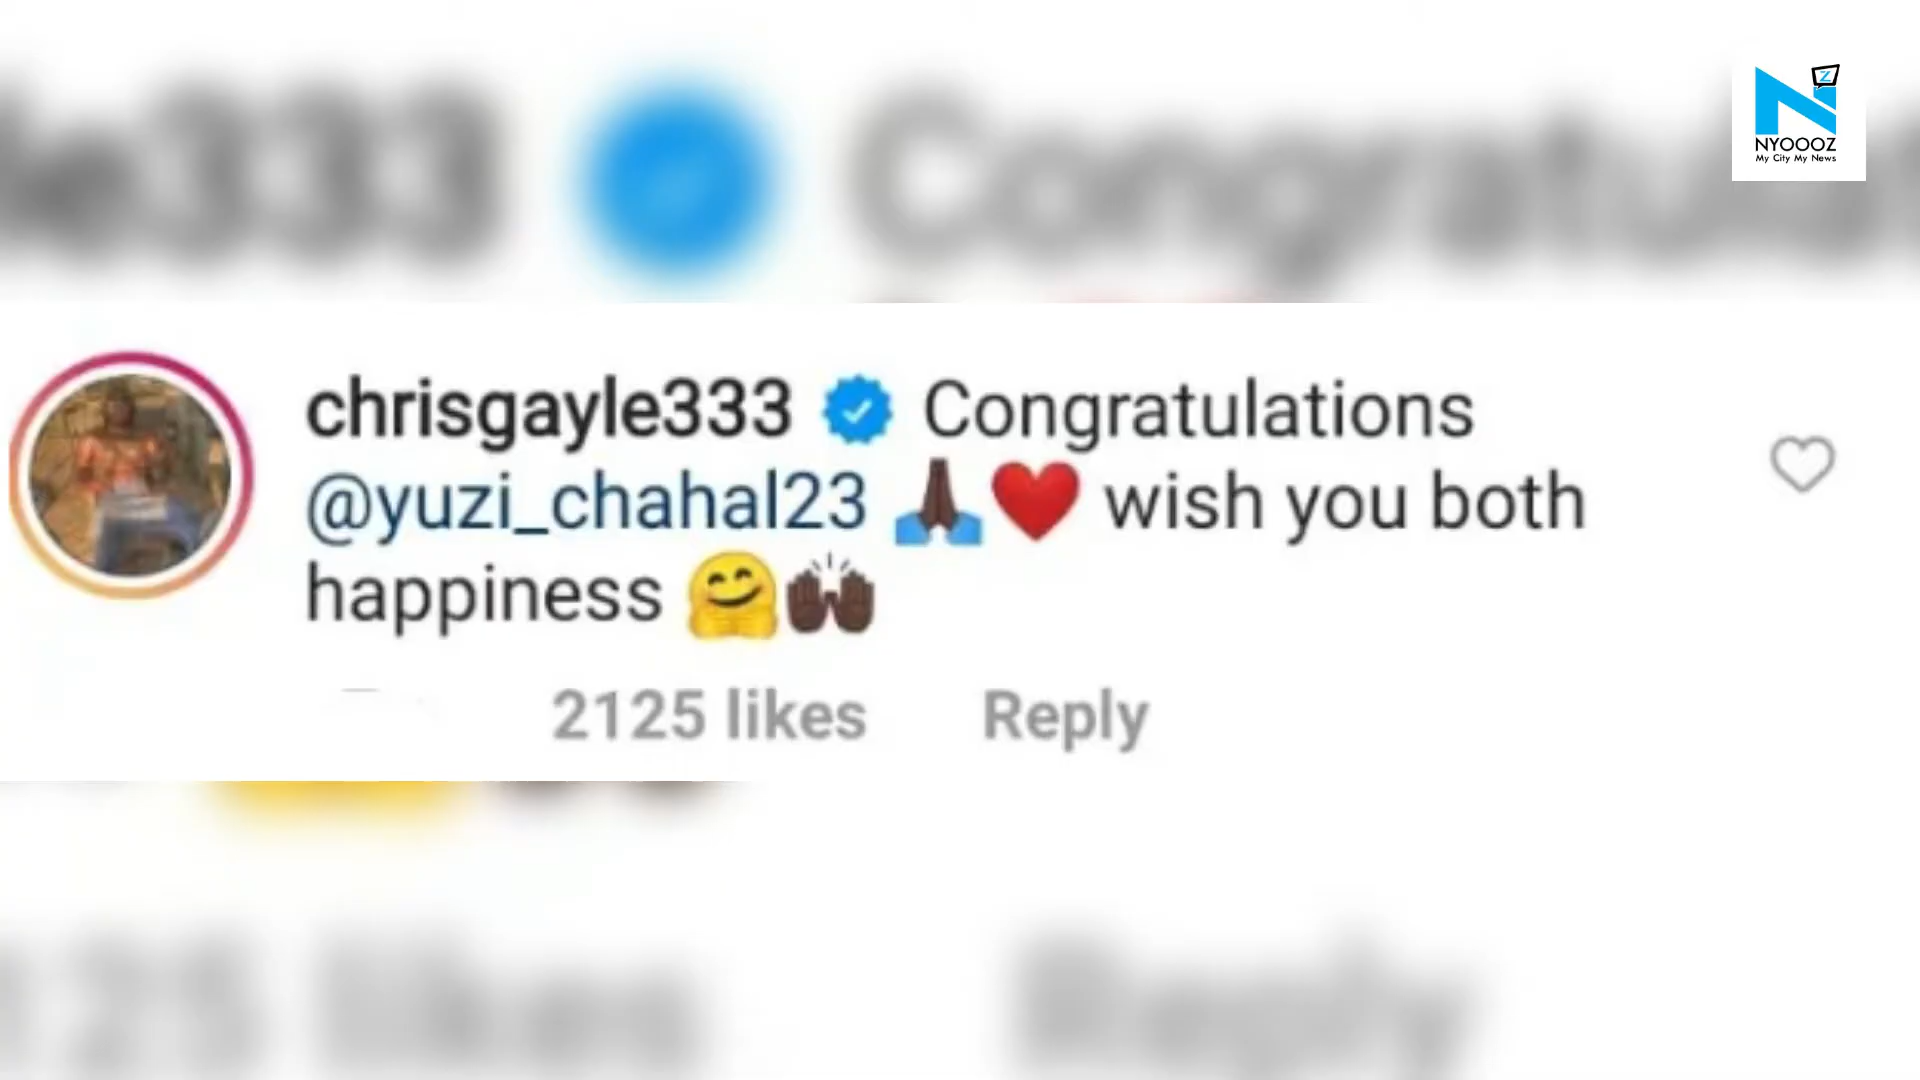 Z
NYOOOZ
My City My News
chrisgayle333 Congratulations
@yuzi_chahal23 🙏🏿❤️ wish you both
happiness 🤗🙌🏿
2125 likes Reply